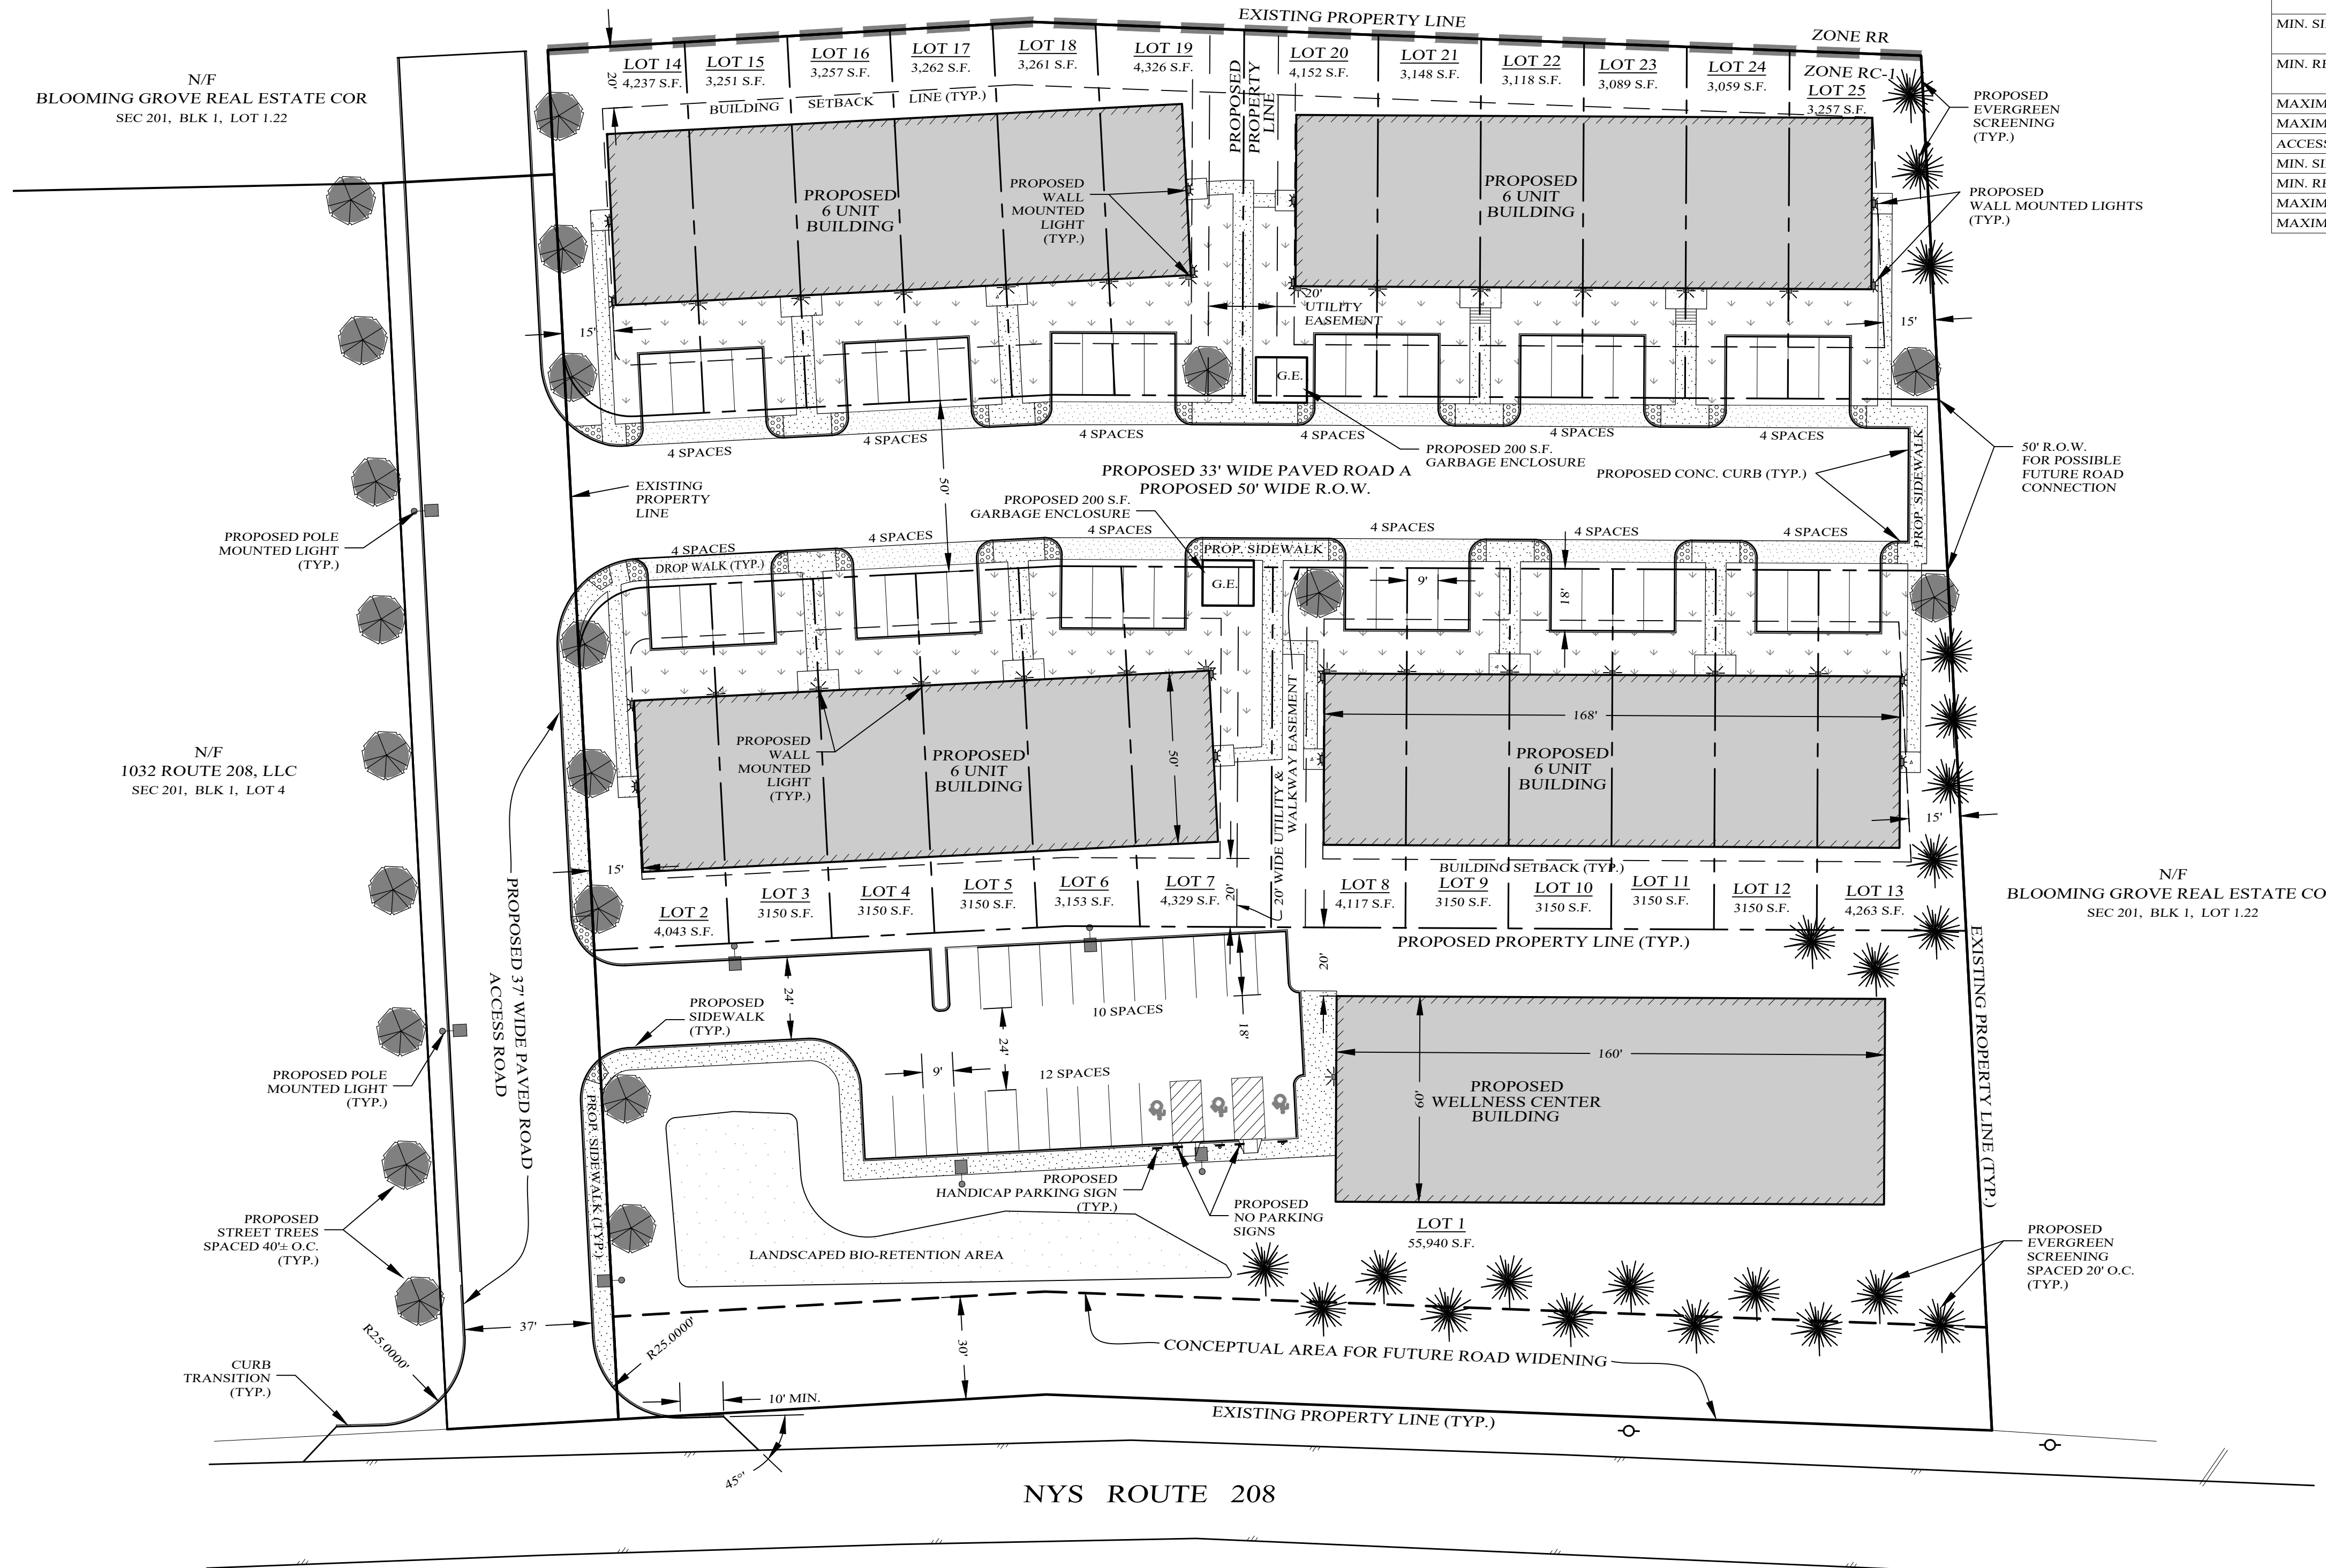 EXISTING PROPERTY LINE
ZONE RR
MIN. RE
MAXIM
MAXIM
ACCESS
MIN. RE
MAXIM
MAXIM
N/F
BLOOMING GROVE REAL ESTATE COR
SEC 201, BLK 1, LOT 1.22
20'
LOT 14
4,237 S.F.
LOT 15
3,251 S.F.
LOT 16
3,257 S.F.
LOT 17
3,262 S.F.
LOT 18
3,261 S.F.
LOT 19
4,326 S.F.
PROPOSED
PROPERTY
LINE
LOT 20
4,152 S.F.
LOT 21
3,148 S.F.
LOT 22
3,118 S.F.
LOT 23
3,089 S.F.
LOT 24
3,059 S.F.
ZONE RC-1
LOT 25
3,257 S.F.
BUILDING SETBACK LINE (TYP.)
PROPOSED
EVERGREEN
SCREENING
(TYP.)
PROPOSED
6 UNIT
BUILDING
PROPOSED
WALL
MOUNTED
LIGHT
(TYP.)
PROPOSED
6 UNIT
BUILDING
PROPOSED
WALL MOUNTED LIGHTS
(TYP.)
15'
20'
UTILITY
EASEMENT
15'
G.E.
4 SPACES
4 SPACES
4 SPACES
4 SPACES
4 SPACES
4 SPACES
PROPOSED 200 S.F.
GARBAGE ENCLOSURE
PROPOSED 33' WIDE PAVED ROAD A
PROPOSED 50' WIDE R.O.W.
PROPOSED CONC. CURB (TYP.)
PROP. SIDEWALK
50' R.O.W.
FOR POSSIBLE
FUTURE ROAD
CONNECTION
EXISTING
PROPERTY
LINE
50'
PROPOSED 200 S.F.
GARBAGE ENCLOSURE
PROPOSED POLE
MOUNTED LIGHT
(TYP.)
4 SPACES
4 SPACES
4 SPACES
4 SPACES
4 SPACES
4 SPACES
DROP WALK (TYP.)
PROP. SIDEWALK
G.E.
9'
18'
N/F
1032 ROUTE 208, LLC
SEC 201, BLK 1, LOT 4
PROPOSED
WALL
MOUNTED
LIGHT
(TYP.)
PROPOSED
6 UNIT
BUILDING
50'
20' WIDE UTILITY &
WALKWAY EASEMENT
168'
PROPOSED
6 UNIT
BUILDING
15'
15'
BUILDING SETBACK (TYP.)
LOT 2
4,043 S.F.
LOT 3
3150 S.F.
LOT 4
3150 S.F.
LOT 5
3150 S.F.
LOT 6
3,153 S.F.
LOT 7
4,329 S.F.
20'
LOT 8
4,117 S.F.
LOT 9
3150 S.F.
LOT 10
3150 S.F.
LOT 11
3150 S.F.
LOT 12
3150 S.F.
LOT 13
4,263 S.F.
N/F
BLOOMING GROVE REAL ESTATE CO
SEC 201, BLK 1, LOT 1.22
PROPOSED PROPERTY LINE (TYP.)
EXISTING PROPERTY LINE (TYP.)
PROPOSED 37' WIDE PAVED ROAD
ACCESS ROAD
24'
20'
PROPOSED
SIDEWALK
(TYP.)
10 SPACES
18'
24'
9'
12 SPACES
160'
60'
PROPOSED
WELLNESS CENTER
BUILDING
PROPOSED POLE
MOUNTED LIGHT
(TYP.)
PROP. SIDEWALK (TYP.)
PROPOSED
HANDICAP PARKING SIGN
(TYP.)
PROPOSED
NO PARKING
SIGNS
LOT 1
55,940 S.F.
PROPOSED
STREET TREES
SPACED 40'± O.C.
(TYP.)
LANDSCAPED BIO-RETENTION AREA
PROPOSED
EVERGREEN
SCREENING
SPACED 20' O.C.
(TYP.)
37'
R25.0000'
R25.0000'
30'
CONCEPTUAL AREA FOR FUTURE ROAD WIDENING
CURB
TRANSITION
(TYP.)
10' MIN.
EXISTING PROPERTY LINE (TYP.)
45°'
NYS ROUTE 208